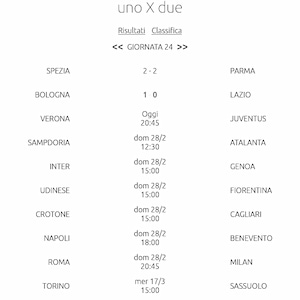 uno X due
Risultati Classifica
<< GIORNATA 24 >>
SPEZIA 2 - 2 PARMA
BOLOGNA 1 0 LAZIO
VERONA Oggi 20:45 JUVENTUS
SAMPDORIA dom 28/2 12:30 ATALANTA
INTER dom 28/2 15:00 GENOA
UDINESE dom 28/2 15:00 FIORENTINA
CROTONE dom 28/2 15:00 CAGLIARI
NAPOLI dom 28/2 18:00 BENEVENTO
ROMA dom 28/2 20:45 MILAN
TORINO mer 17/3 15:00 SASSUOLO